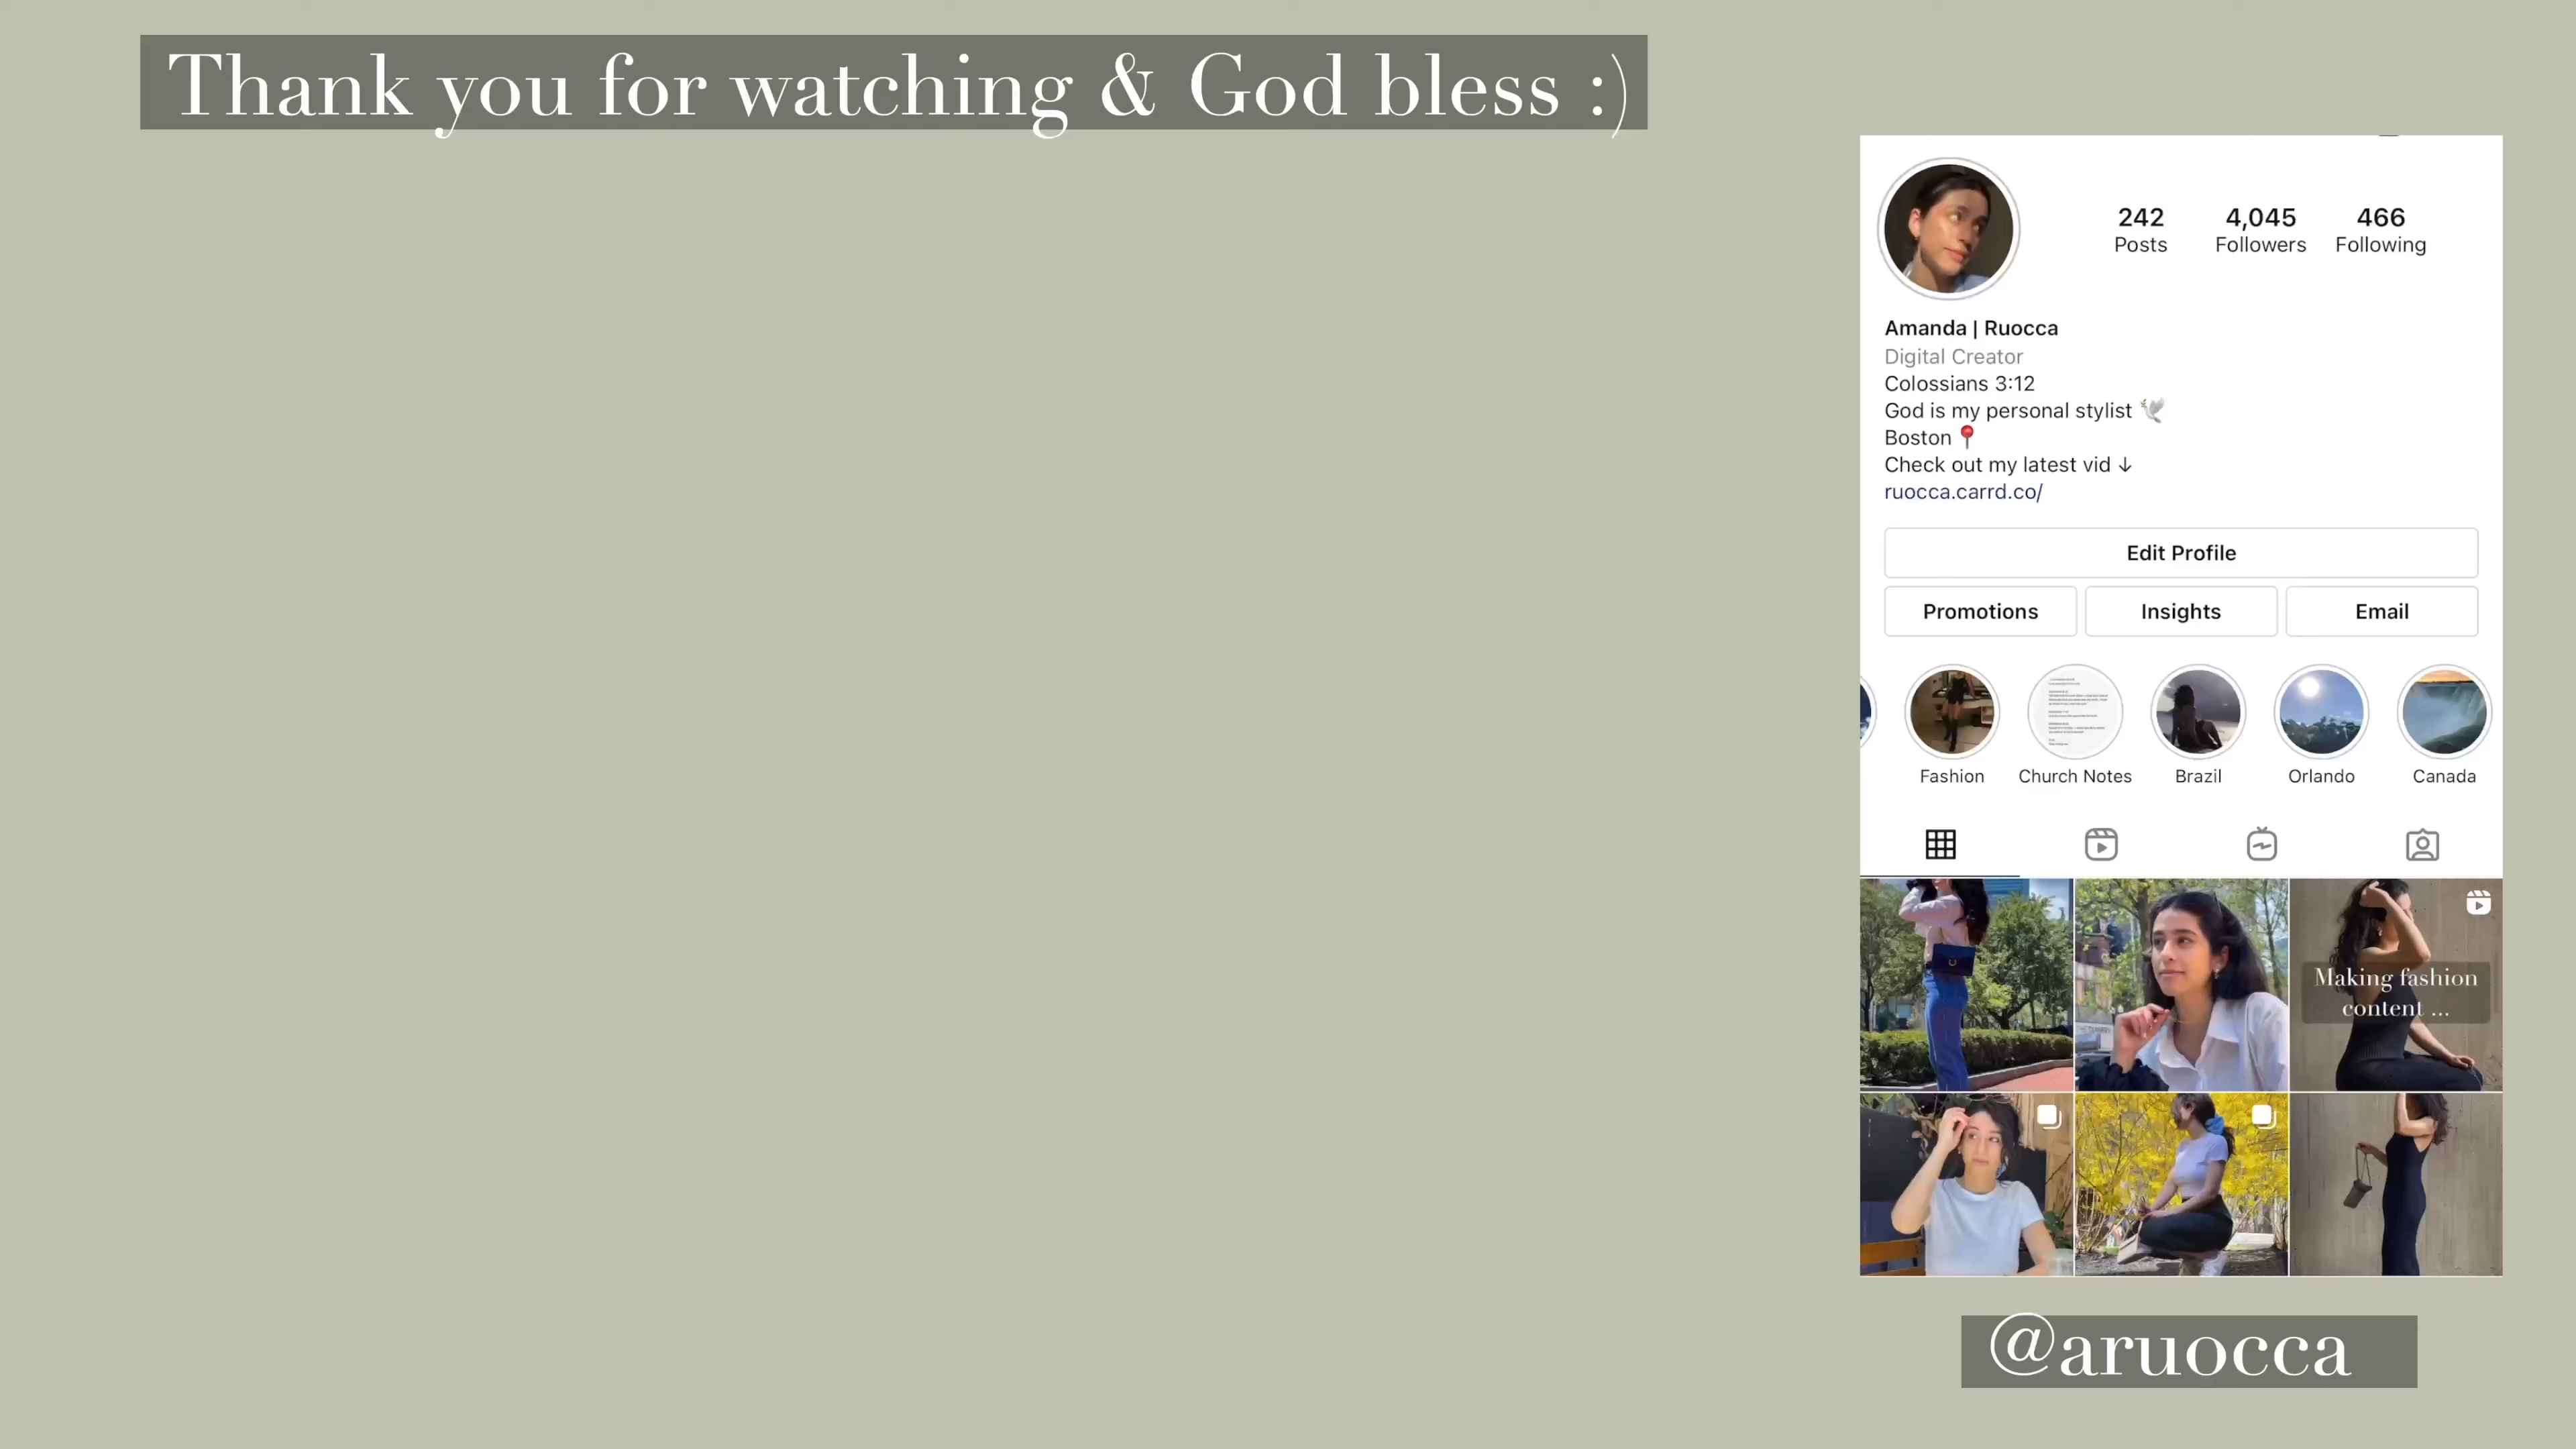 Thank you for watching & God bless :)
242
Posts
4,045
Followers
466
Following
Amanda | Ruocca
Digital Creator
Colossians 3:12
God is my personal stylist 🕊
Boston 📍
Check out my latest vid ↓
ruocca.carrd.co/
Edit Profile
Promotions
Insights
Email
Fashion
Church Notes
Brazil
Orlando
Canada
Making fashion
content ...
@aruocca